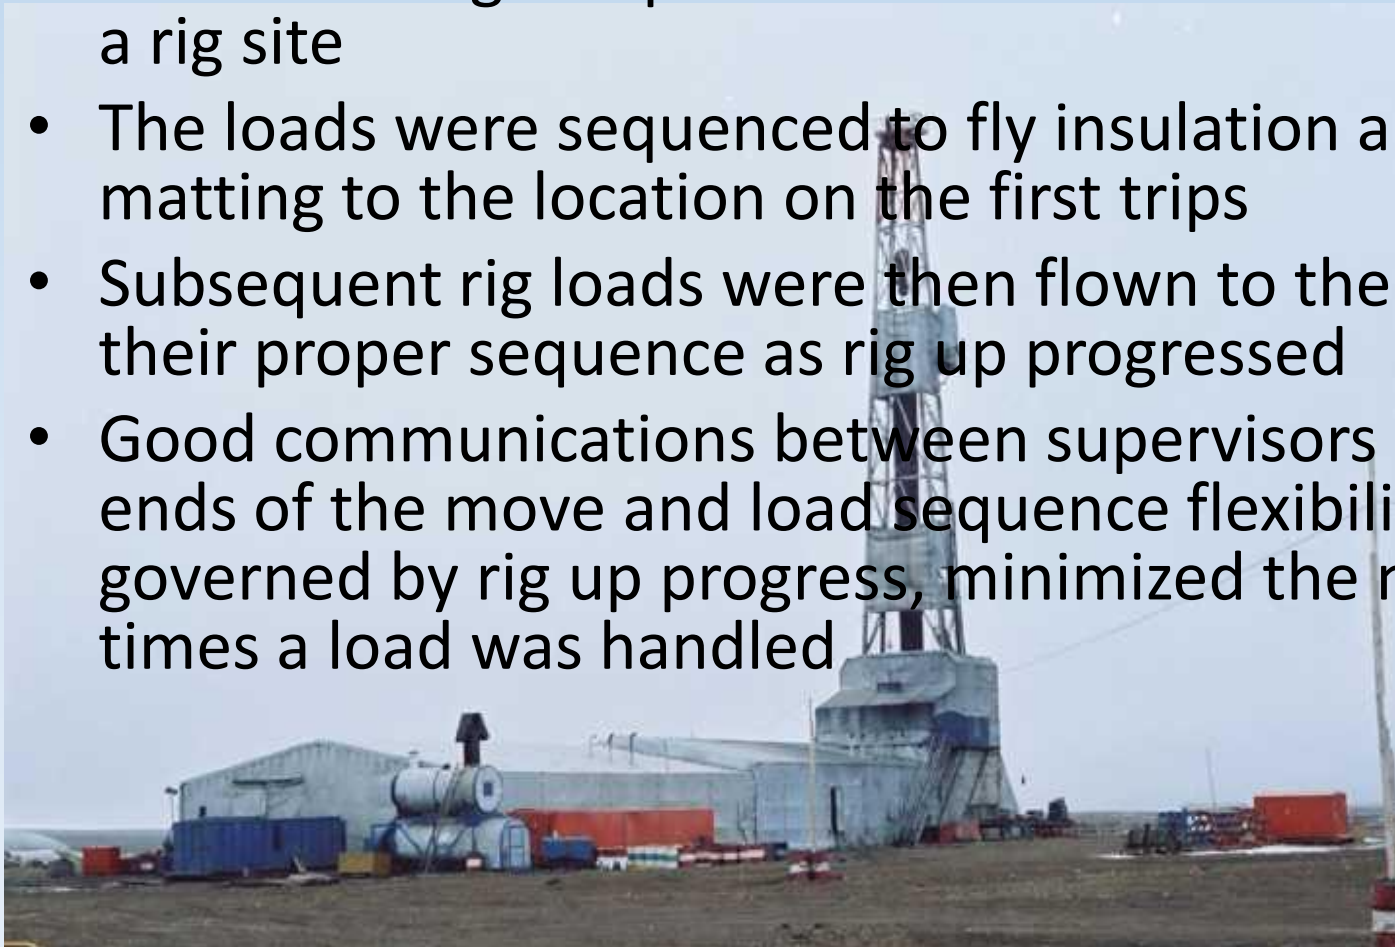 a rig site
• The loads were sequenced to fly insulation a
matting to the location on the first trips
• Subsequent rig loads were then flown to the
their proper sequence as rig up progressed
• Good communications between supervisors
ends of the move and load sequence flexibili
governed by rig up progress, minimized the
times a load was handled